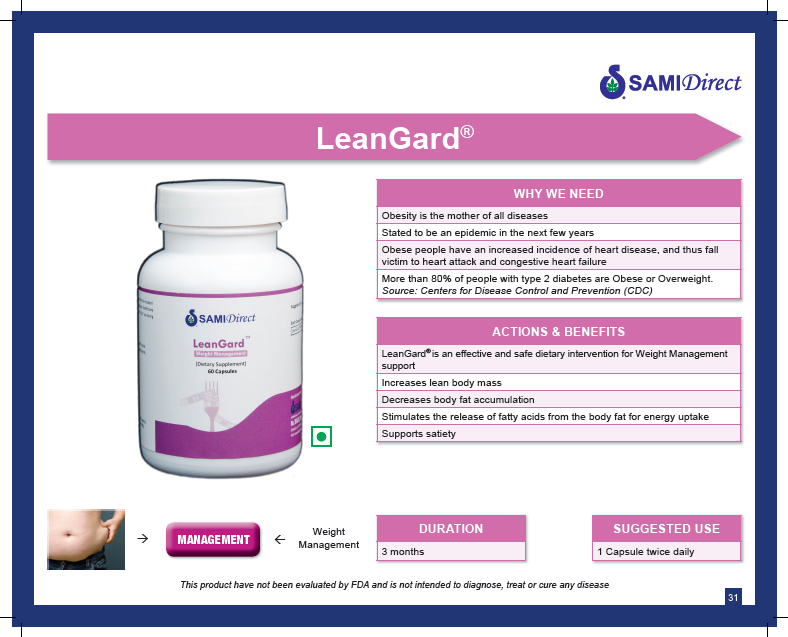 SAMIDirect
LeanGard®
WHY WE NEED
Obesity is the mother of all diseases
Stated to be an epidemic in the next few years
Obese people have an increased incidence of heart disease, and thus fall
victim to heart attack and congestive heart failure
More than 80% of people with type 2 diabetes are Obese or Overweight.
Source: Centers for Disease Control and Prevention (CDC)
SAMIDirect
LeanGard™
Weight Management
(Dietary Supplement)
60 Capsules
ACTIONS & BENEFITS
LeanGard® is an effective and safe dietary intervention for Weight Management
support
Increases lean body mass
Decreases body fat accumulation
Stimulates the release of fatty acids from the body fat for energy uptake
Supports satiety
MANAGEMENT
Weight
Management
DURATION
3 months
SUGGESTED USE
1 Capsule twice daily
This product have not been evaluated by FDA and is not intended to diagnose, treat or cure any disease
31